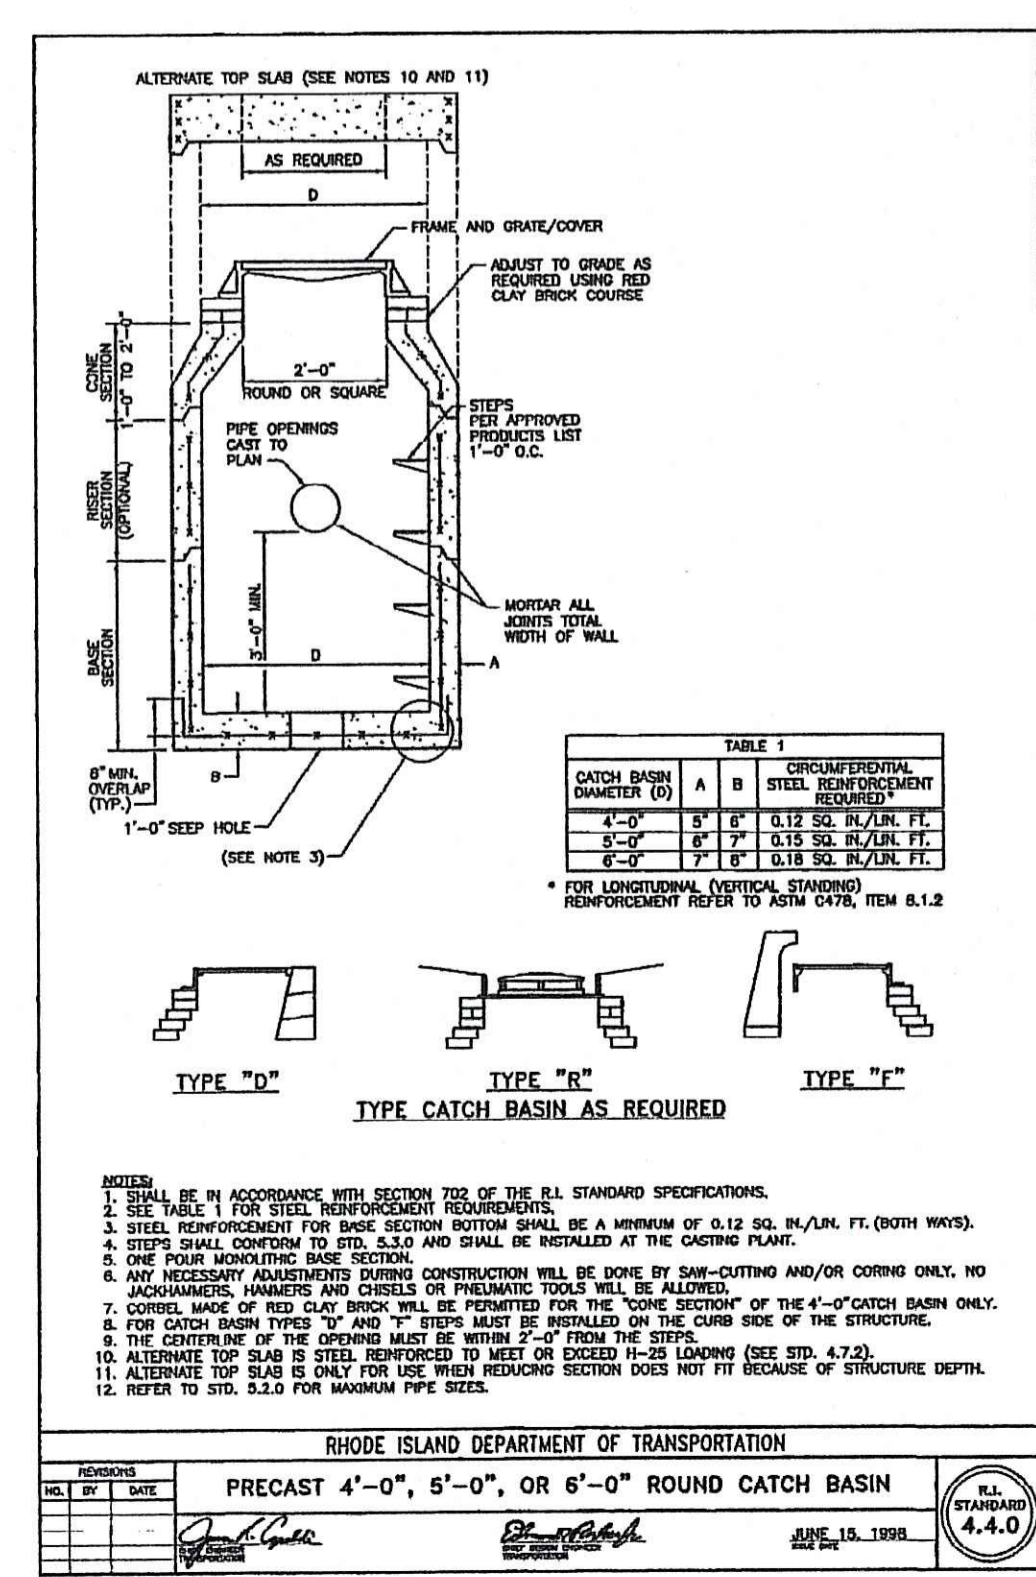 ALTERNATE TOP SLAB (SEE NOTES 10 AND 11)
AS REQUIRED
D
FRAME AND GRATE/COVER
ADJUST TO GRADE AS
REQUIRED USING RED
CLAY BRICK COURSE
CONE
SECTION
1'-0" TO 2'-0"
2'-0"
ROUND OR SQUARE
STEPS
PER APPROVED
PRODUCTS LIST
1'-0" O.C.
PIPE OPENINGS
CAST TO
PLAN
RISER
SECTION
(OPTIONAL)
3'-0" MIN.
MORTAR ALL
JOINTS TOTAL
WIDTH OF WALL
BASE
SECTION
D
A
B
MIN.
OVERLAP
(TYP.)
1'-0" SEEP HOLE
(SEE NOTE 3)
TABLE 1
CATCH BASIN DIAMETER (D) A B CIRCUMFERENTIAL STEEL REINFORCEMENT REQUIRED*
4'-0" 5" 6" 0.12 SQ. IN./LIN. FT.
5'-0" 6" 7" 0.15 SQ. IN./LIN. FT.
6'-0" 7" 8" 0.18 SQ. IN./LIN. FT.
* FOR LONGITUDINAL (VERTICAL STANDING)
REINFORCEMENT REFER TO ASTM C478, ITEM 8.1.2
TYPE "D"
TYPE "R"
TYPE "F"
TYPE CATCH BASIN AS REQUIRED
NOTES:
1. SHALL BE IN ACCORDANCE WITH SECTION 702 OF THE R.I. STANDARD SPECIFICATIONS.
2. SEE TABLE 1 FOR STEEL REINFORCEMENT REQUIREMENTS.
3. STEEL REINFORCEMENT FOR BASE SECTION BOTTOM SHALL BE A MINIMUM OF 0.12 SQ. IN./LIN. FT. (BOTH WAYS).
4. STEPS SHALL CONFORM TO STD. 5.3.0 AND SHALL BE INSTALLED AT THE CASTING PLANT.
5. ONE POUR MONOLITHIC BASE SECTION.
6. ANY NECESSARY ADJUSTMENTS DURING CONSTRUCTION WILL BE DONE BY SAW-CUTTING AND/OR CORING ONLY. NO
JACKHAMMERS, HAMMERS AND CHISELS OR PNEUMATIC TOOLS WILL BE ALLOWED.
7. CORBEL MADE OF RED CLAY BRICK WILL BE PERMITTED FOR THE "CONE SECTION" OF THE 4'-0" CATCH BASIN ONLY.
8. FOR CATCH BASIN TYPES "D" AND "F" STEPS MUST BE INSTALLED ON THE CURB SIDE OF THE STRUCTURE.
9. THE CENTERLINE OF THE OPENING MUST BE WITHIN 2'-0" FROM THE STEPS.
10. ALTERNATE TOP SLAB IS STEEL REINFORCED TO MEET OR EXCEED H-25 LOADING (SEE STD. 4.7.2).
11. ALTERNATE TOP SLAB IS ONLY FOR USE WHEN REDUCING SECTION DOES NOT FIT BECAUSE OF STRUCTURE DEPTH.
12. REFER TO STD. 5.2.0 FOR MAXIMUM PIPE SIZES.
RHODE ISLAND DEPARTMENT OF TRANSPORTATION
REVISIONS
NO. BY DATE
PRECAST 4'-0", 5'-0", OR 6'-0" ROUND CATCH BASIN
CHIEF ENGINEER
TRANSPORTATION
CHIEF DESIGN ENGINEER
TRANSPORTATION
JUNE 15, 1998
ISSUE DATE
R.I.
STANDARD
4.4.0